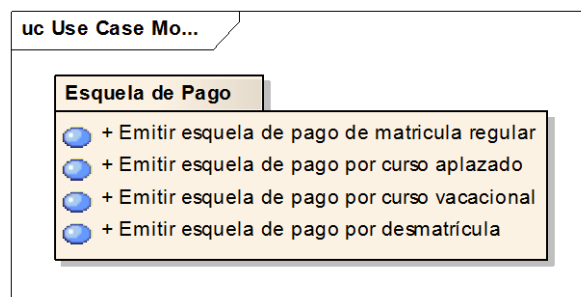 uc Use Case Mo...
Esquela de Pago
+ Emitir esquela de pago de matricula regular
+ Emitir esquela de pago por curso aplazado
+ Emitir esquela de pago por curso vacacional
+ Emitir esquela de pago por desmatrícula